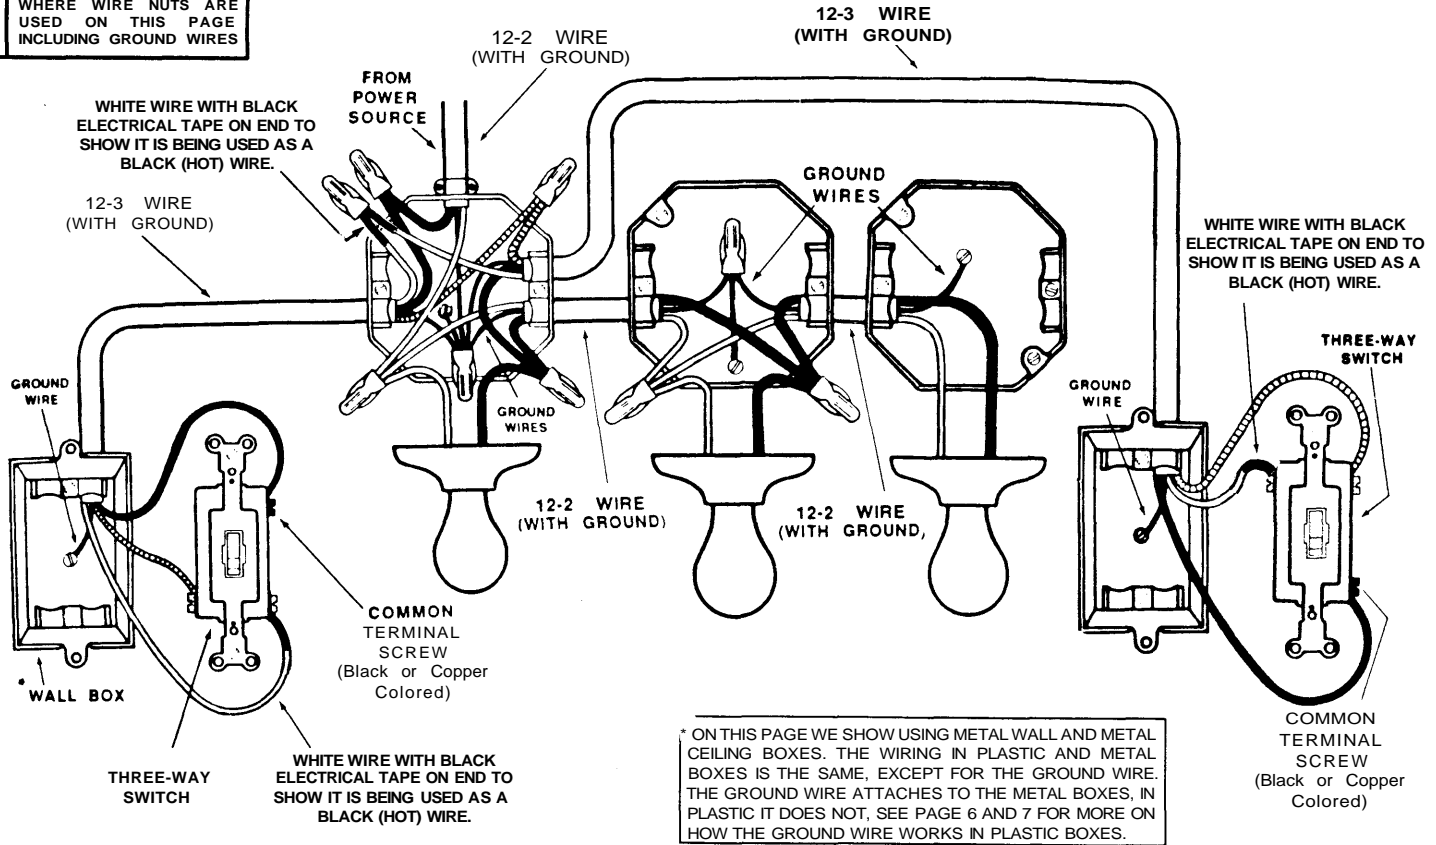 WHERE WIRE NUTS ARE
USED ON THIS PAGE
INCLUDING GROUND WIRES
12-2 WIRE
(WITH GROUND)
12-3 WIRE
(WITH GROUND)
FROM
POWER
SOURCE
WHITE WIRE WITH BLACK
ELECTRICAL TAPE ON END TO
SHOW IT IS BEING USED AS A
BLACK (HOT) WIRE.
12-3 WIRE
(WITH GROUND)
GROUND
WIRES
WHITE WIRE WITH BLACK
ELECTRICAL TAPE ON END TO
SHOW IT IS BEING USED AS A
BLACK (HOT) WIRE.
THREE-WAY
SWITCH
GROUND
WIRE
GROUND
WIRES
GROUND
WIRE
12-2 WIRE
(WITH GROUND)
12-2 WIRE
(WITH GROUND,
COMMON
TERMINAL
SCREW
(Black or Copper
Colored)
* WALL BOX
THREE-WAY
SWITCH
WHITE WIRE WITH BLACK
ELECTRICAL TAPE ON END TO
SHOW IT IS BEING USED AS A
BLACK (HOT) WIRE.
* ON THIS PAGE WE SHOW USING METAL WALL AND METAL
CEILING BOXES. THE WIRING IN PLASTIC AND METAL
BOXES IS THE SAME, EXCEPT FOR THE GROUND WIRE.
THE GROUND WIRE ATTACHES TO THE METAL BOXES, IN
PLASTIC IT DOES NOT, SEE PAGE 6 AND 7 FOR MORE ON
HOW THE GROUND WIRE WORKS IN PLASTIC BOXES.
COMMON
TERMINAL
SCREW
(Black or Copper
Colored)